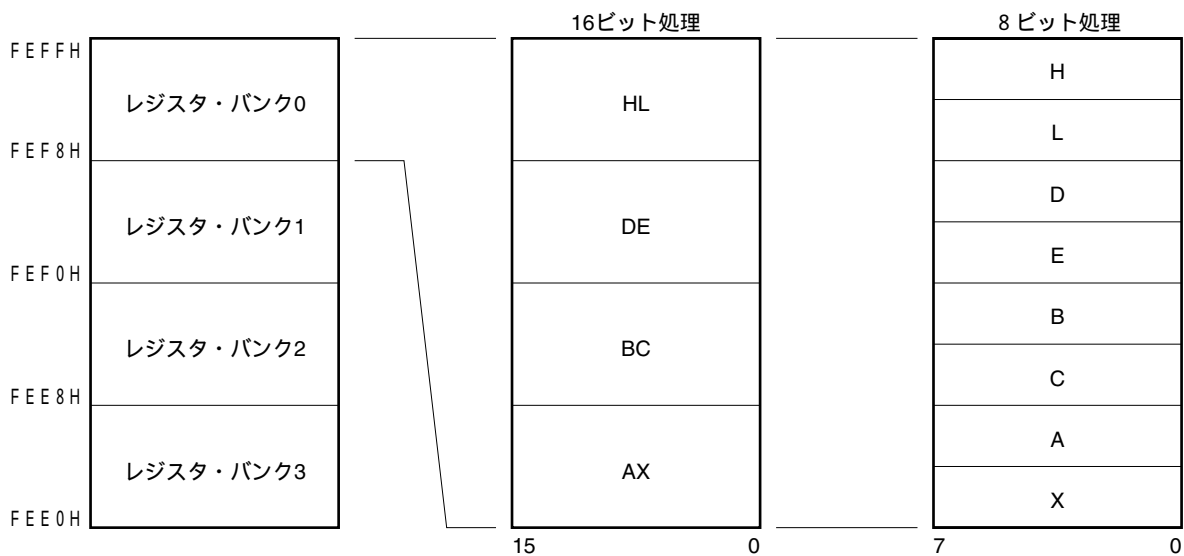 16ビット処理
8ビット処理
FEFFH
レジスタ・バンク0
HL
H
L
FEF8H
レジスタ・バンク1
DE
D
E
FEF0H
レジスタ・バンク2
BC
B
C
FEE8H
レジスタ・バンク3
AX
A
X
FEE0H
15
0
7
0